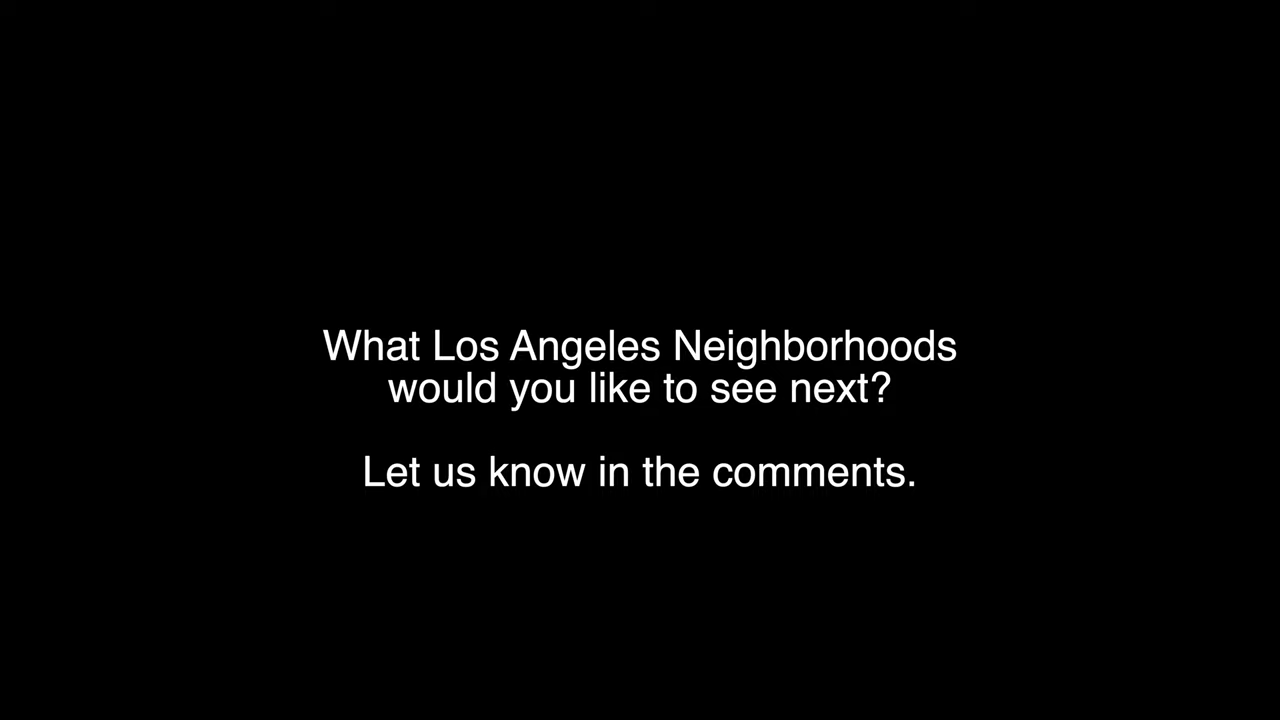 What Los Angeles Neighborhoods
would you like to see next?
Let us know in the comments.